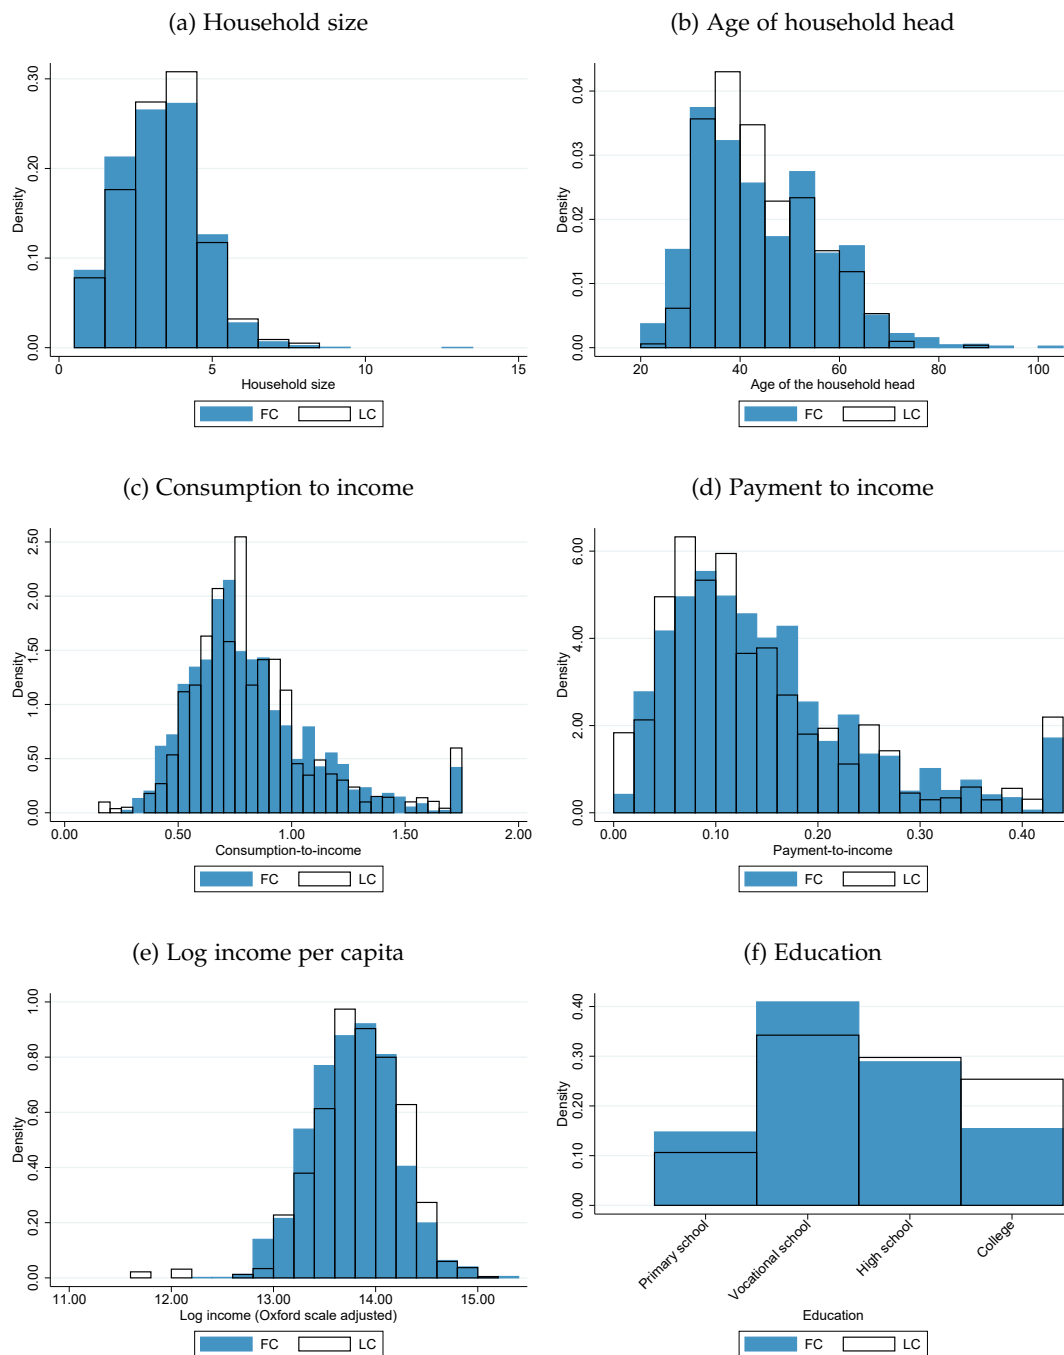 (a) Household size
0.30
0.20
0.10
0.00
Density
0 5 10 15
Household size
FC LC
(b) Age of household head
0.04
0.03
0.02
0.01
0.00
Density
20 40 60 80 100
Age of the household head
FC LC
(c) Consumption to income
2.50
2.00
1.50
1.00
0.50
0.00
Density
0.00 0.50 1.00 1.50 2.00
Consumption-to-income
FC LC
(d) Payment to income
6.00
4.00
2.00
0.00
Density
0.00 0.10 0.20 0.30 0.40
Payment-to-income
FC LC
(e) Log income per capita
1.00
0.80
0.60
0.40
0.20
0.00
Density
11.00 12.00 13.00 14.00 15.00
Log income (Oxford scale adjusted)
FC LC
(f) Education
0.40
0.30
0.20
0.10
0.00
Density
Primary school
Vocational school
High school
College
Education
FC LC